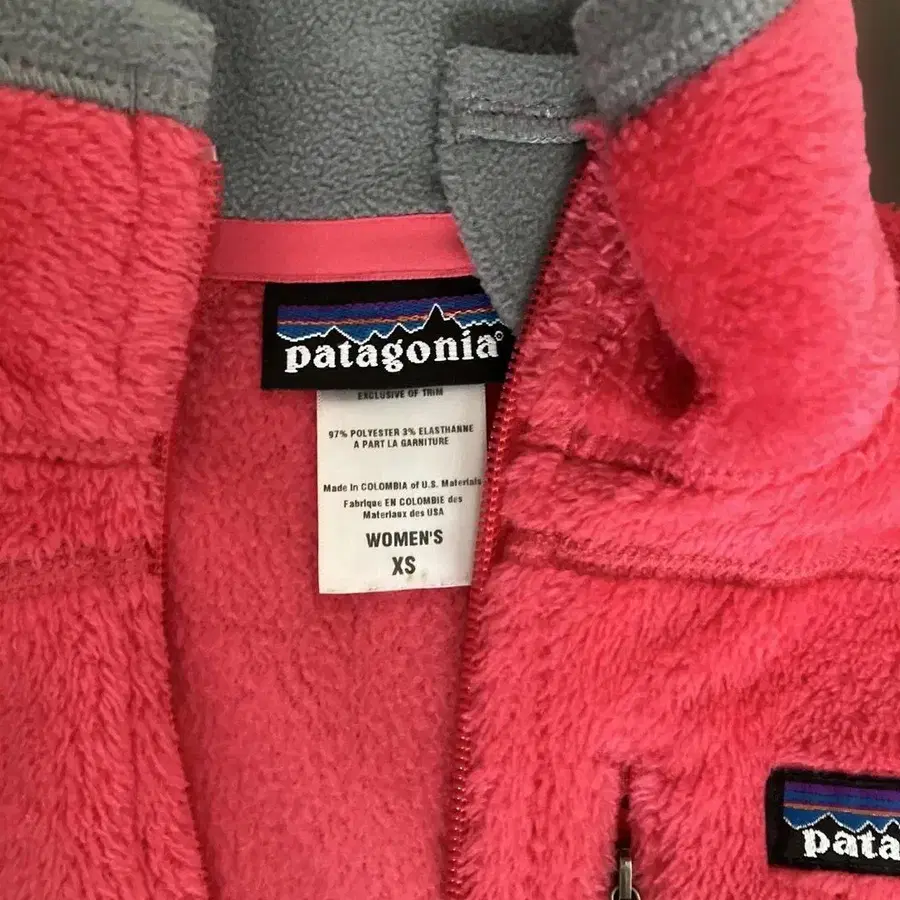 patagonia®
EXCLUSIVE OF TRIM
97% POLYESTER 3% ELASTHANNE
A PART LA GARNITURE
Made in COLOMBIA of U.S. Materials
Fabrique EN COLOMBIE des
Materiaux des USA
WOMEN'S
XS
pata